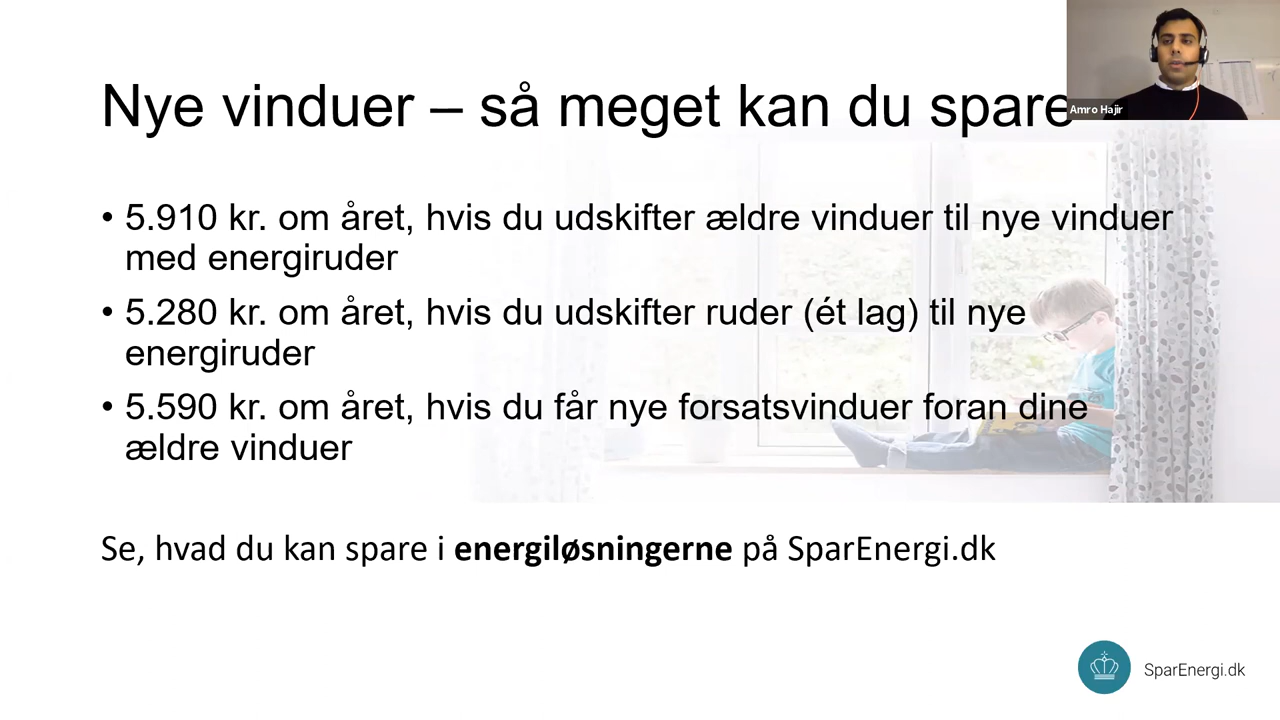 Nye vinduer – så meget kan du spare
Amro Hajir
• 5.910 kr. om året, hvis du udskifter ældre vinduer til nye vinduer
med energiruder
• 5.280 kr. om året, hvis du udskifter ruder (ét lag) til nye
energiruder
• 5.590 kr. om året, hvis du får nye forsatsvinduer foran dine
ældre vinduer
Se, hvad du kan spare i energiløsningerne på SparEnergi.dk
SparEnergi.dk